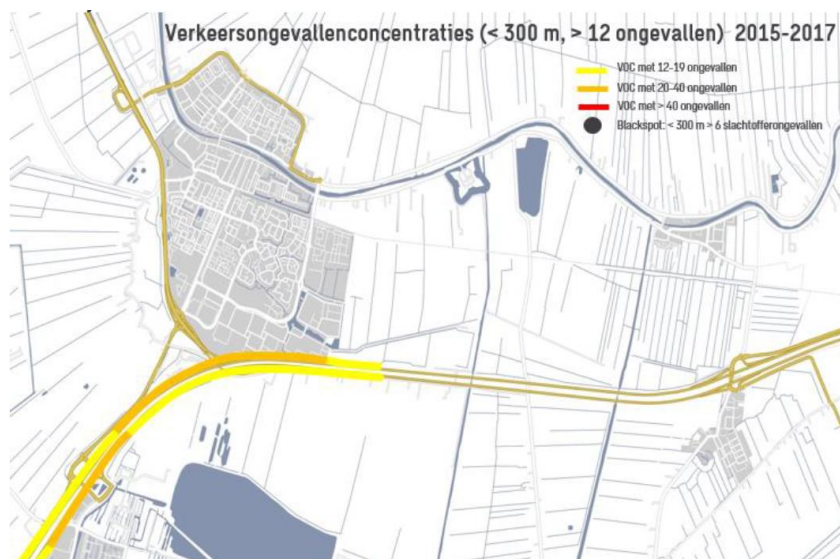 Verkeersongevallenconcentraties (< 300 m, > 12 ongevallen) 2015-2017
VOC met 12-19 ongevallen
VOC met 20-40 ongevallen
VOC met > 40 ongevallen
Blackspot: < 300 m > 6 slachtofferongevallen